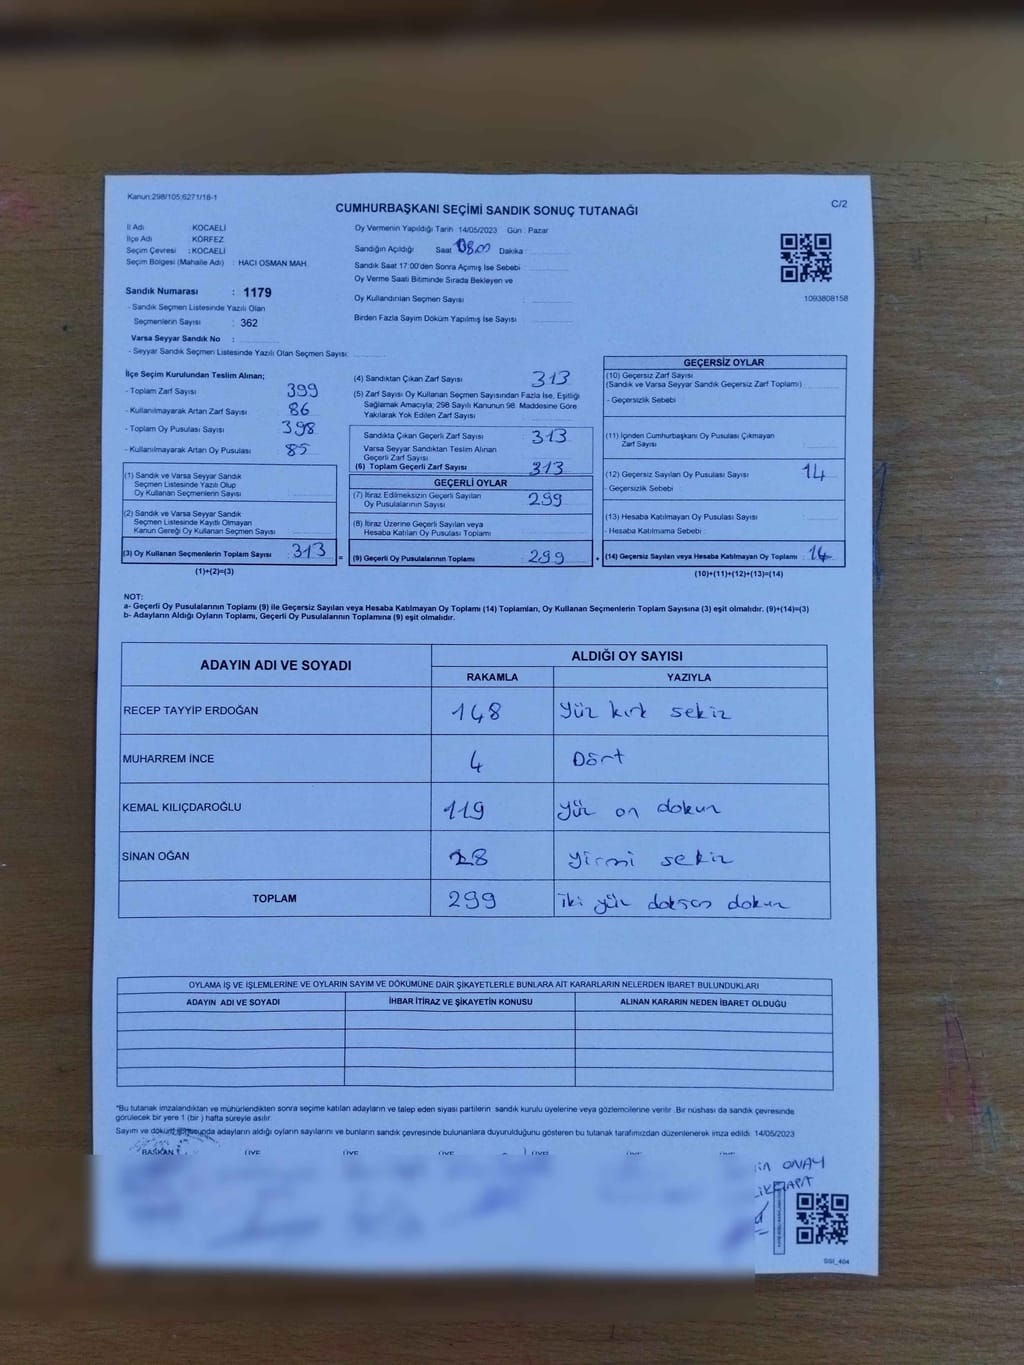 Kanun:298/105;6271/18-1
CUMHURBAŞKANI SEÇİMİ SANDIK SONUÇ TUTANAĞI
C/2
İl Adı KOCAELİ
İlçe Adı KÖRFEZ
Seçim Çevresi : KOCAELİ
Seçim Bölgesi (Mahalle Adı) : HACI OSMAN MAH.
Sandık Numarası : 1179
- Sandık Seçmen Listesinde Yazılı Olan
Seçmenlerin Sayısı : 362
Varsa Seyyar Sandık No :
- Seyyar Sandık Seçmen Listesinde Yazılı Olan Seçmen Sayısı:
Oy Vermenin Yapıldığı Tarih 14/05/2023 Gün : Pazar
Sandığın Açıldığı Saat 08.00 Dakika :
Sandık Saat 17:00'den Sonra Açımış İse Sebebi :
Oy Verme Saati Bitiminde Sırada Bekleyen ve
Oy Kullandırılan Seçmen Sayısı :
Birden Fazla Sayım Döküm Yapılmış İse Sayısı :
1093808158
İlçe Seçim Kurulundan Teslim Alınan;
- Toplam Zarf Sayısı : 399
- Kullanılmayarak Artan Zarf Sayısı : 86
- Toplam Oy Pusulası Sayısı : 398
- Kullanılmayarak Artan Oy Pusulası : 85
(1) Sandık ve Varsa Seyyar Sandık
Seçmen Listesinde Yazılı Olup
Oy Kullanan Seçmenlerin Sayısı
(2) Sandık ve Varsa Seyyar Sandık
Seçmen Listesinde Kayıtlı Olmayan
Kanun Gereği Oy Kullanan Seçmen Sayısı
(3) Oy Kullanan Seçmenlerin Toplam Sayısı : 313
(1)+(2)=(3)
(4) Sandıktan Çıkan Zarf Sayısı : 313
(5) Zarf Sayısı Oy Kullanan Seçmen Sayısından Fazla İse, Eşitliği
Sağlamak Amacıyla; 298 Sayılı Kanunun 98. Maddesine Göre
Yakılarak Yok Edilen Zarf Sayısı :
Sandıkta Çıkan Geçerli Zarf Sayısı : 313
Varsa Seyyar Sandıktan Teslim Alınan
Geçerli Zarf Sayısı :
(6) Toplam Geçerli Zarf Sayısı : 313
GEÇERLİ OYLAR
(7) İtiraz Edilmeksizin Geçerli Sayılan
Oy Pusulalarının Sayısı : 299
(8) İtiraz Üzerine Geçerli Sayılan veya
Hesaba Katılan Oy Pusulası Toplamı :
= (9) Geçerli Oy Pusulalarının Toplamı : 299 +
GEÇERSİZ OYLAR
(10) Geçersiz Zarf Sayısı
(Sandık ve Varsa Seyyar Sandık Geçersiz Zarf Toplamı) :
- Geçersizlik Sebebi :
(11) İçinden Cumhurbaşkanı Oy Pusulası Çıkmayan
Zarf Sayısı :
(12) Geçersiz Sayılan Oy Pusulası Sayısı : 14
- Geçersizlik Sebebi :
(13) Hesaba Katılmayan Oy Pusulası Sayısı :
- Hesaba Katılmama Sebebi :
(14) Geçersiz Sayılan veya Hesaba Katılmayan Oy Toplamı : 14
(10)+(11)+(12)+(13)=(14)
NOT:
a- Geçerli Oy Pusulalarının Toplamı (9) ile Geçersiz Sayılan veya Hesaba Katılmayan Oy Toplamı (14) Toplamları, Oy Kullanan Seçmenlerin Toplam Sayısına (3) eşit olmalıdır. (9)+(14)=(3)
b- Adayların Aldığı Oyların Toplamı, Geçerli Oy Pusulalarının Toplamına (9) eşit olmalıdır.
ADAYIN ADI VE SOYADI ALDIĞI OY SAYISI
RAKAMLA YAZIYLA
RECEP TAYYİP ERDOĞAN 148 Yüz kırk sekiz
MUHARREM İNCE 4 Dört
KEMAL KILIÇDAROĞLU 119 Yüz on dokuz
SİNAN OĞAN 28 Yirmi sekiz
TOPLAM 299 iki yüz doksan dokuz
OYLAMA İŞ VE İŞLEMLERİNE VE OYLARIN SAYIM VE DÖKÜMÜNE DAİR ŞİKAYETLERLE BUNLARA AİT KARARLARIN NELERDEN İBARET BULUNDUKLARI
ADAYIN ADI VE SOYADI İHBAR İTİRAZ VE ŞİKAYETİN KONUSU ALINAN KARARIN NEDEN İBARET OLDUĞU
*Bu tutanak imzalandıktan ve mühürlendikten sonra seçime katılan adayların ve talep eden siyasi partilerin sandık kurulu üyelerine veya gözlemcilerine verilir. Bir nüshası da sandık çevresinde
görülecek bir yere 1 (bir ) hafta süreyle asılır.
Sayım ve dökümü sonucunda adayların aldığı oyların sayılarını ve bunların sandık çevresinde bulunanlara duyurulduğunu gösteren bu tutanak tarafımızdan düzenlenerek imza edildi. 14/05/2023
BAŞKAN ÜYE ÜYE ÜYE ÜYE ÜYE ÜYE
ONAY
SSI_404